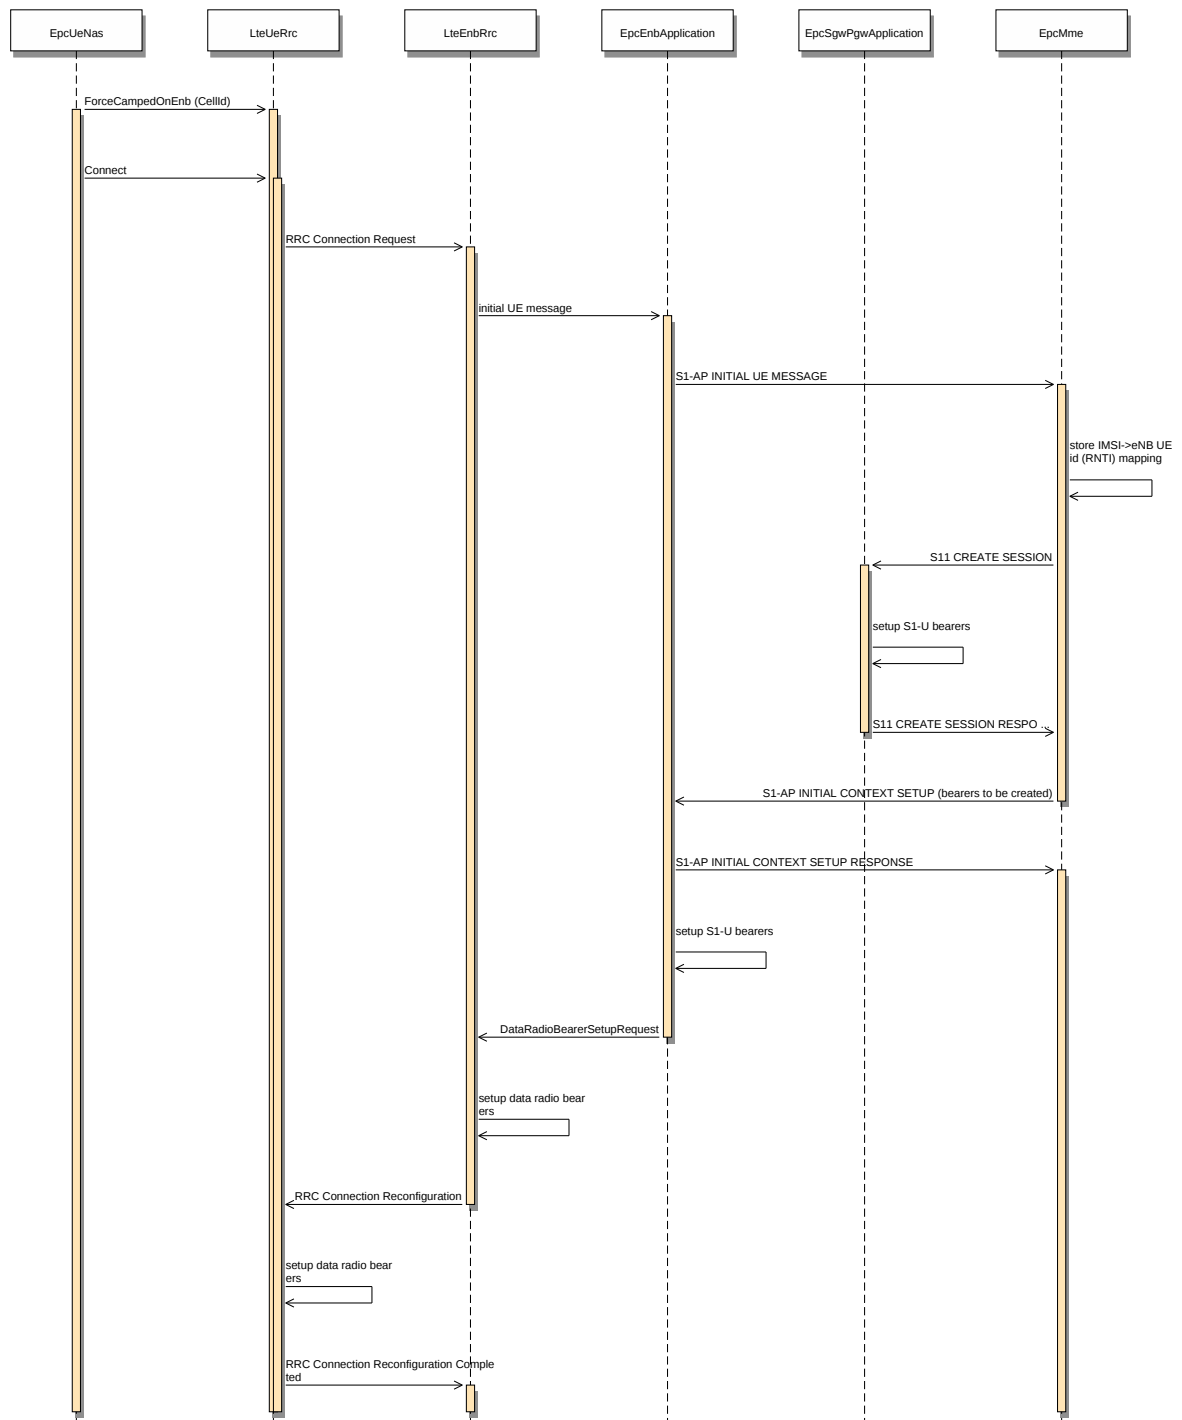 EpcUeNas
LteUeRrc
LteEnbRrc
EpcEnbApplication
EpcSgwPgwApplication
EpcMme
ForceCampedOnEnb (CellId)
Connect
RRC Connection Request
initial UE message
S1-AP INITIAL UE MESSAGE
store IMSI->eNB UE
id (RNTI) mapping
S11 CREATE SESSION
setup S1-U bearers
S11 CREATE SESSION RESPO ...
S1-AP INITIAL CONTEXT SETUP (bearers to be created)
S1-AP INITIAL CONTEXT SETUP RESPONSE
setup S1-U bearers
DataRadioBearerSetupRequest
setup data radio bear
ers
RRC Connection Reconfiguration
setup data radio bear
ers
RRC Connection Reconfiguration Comple
ted